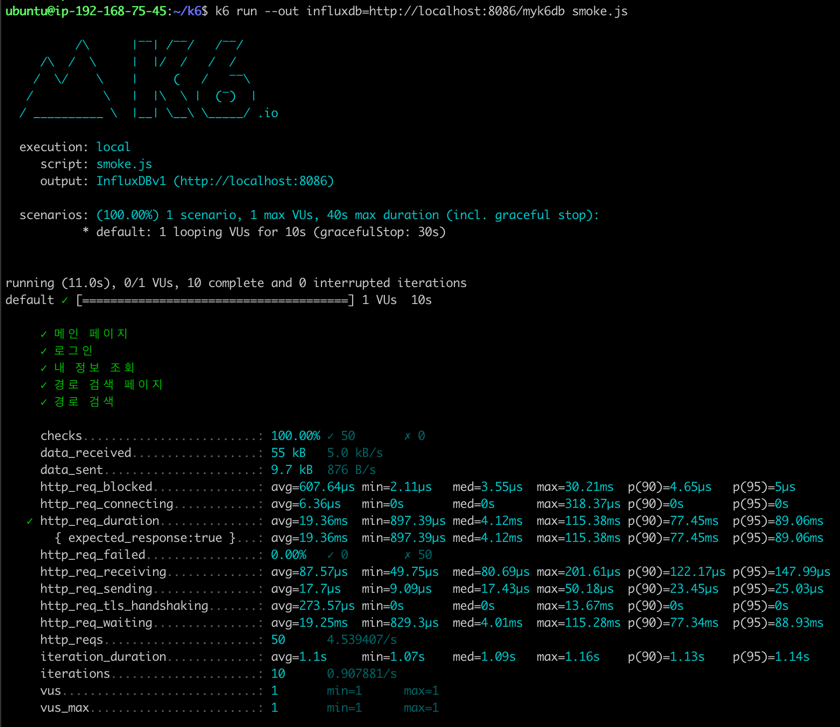 ubuntu@ip-192-168-75-45:~/k6$ k6 run --out influxdb=http://localhost:8086/myk6db smoke.js
          /\      |‾‾| /‾‾/   /‾‾/
     /\  /  \     |  |/  /   /  /
    /  \/    \    |     (   /   ‾‾\
   /          \   |  |\  \ |  (‾)  |
  / __________ \  |__| \__\ \_____/ .io
execution: local
script: smoke.js
output: InfluxDBv1 (http://localhost:8086)
scenarios: (100.00%) 1 scenario, 1 max VUs, 40s max duration (incl. graceful stop):
* default: 1 looping VUs for 10s (gracefulStop: 30s)
running (11.0s), 0/1 VUs, 10 complete and 0 interrupted iterations
default ✓ [======================================] 1 VUs  10s
✓ 메인 페이지
✓ 로그인
✓ 내 정보 조회
✓ 경로 검색 페이지
✓ 경로 검색
checks.........................: 100.00% ✓ 50 ✗ 0
data_received..................: 55 kB 5.0 kB/s
data_sent......................: 9.7 kB 876 B/s
http_req_blocked...............: avg=607.64µs min=2.11µs med=3.55µs max=30.21ms p(90)=4.65µs p(95)=5µs
http_req_connecting............: avg=6.36µs min=0s med=0s max=318.37µs p(90)=0s p(95)=0s
✓ http_req_duration..............: avg=19.36ms min=897.39µs med=4.12ms max=115.38ms p(90)=77.45ms p(95)=89.06ms
{ expected_response:true }...: avg=19.36ms min=897.39µs med=4.12ms max=115.38ms p(90)=77.45ms p(95)=89.06ms
http_req_failed................: 0.00% ✓ 0 ✗ 50
http_req_receiving.............: avg=87.57µs min=49.75µs med=80.69µs max=201.61µs p(90)=122.17µs p(95)=147.99µs
http_req_sending...............: avg=17.7µs min=9.09µs med=17.43µs max=50.18µs p(90)=23.45µs p(95)=25.03µs
http_req_tls_handshaking.......: avg=273.57µs min=0s med=0s max=13.67ms p(90)=0s p(95)=0s
http_req_waiting...............: avg=19.25ms min=829.3µs med=4.01ms max=115.28ms p(90)=77.34ms p(95)=88.93ms
http_reqs......................: 50 4.539407/s
iteration_duration.............: avg=1.1s min=1.07s med=1.09s max=1.16s p(90)=1.13s p(95)=1.14s
iterations.....................: 10 0.907881/s
vus............................: 1 min=1 max=1
vus_max........................: 1 min=1 max=1